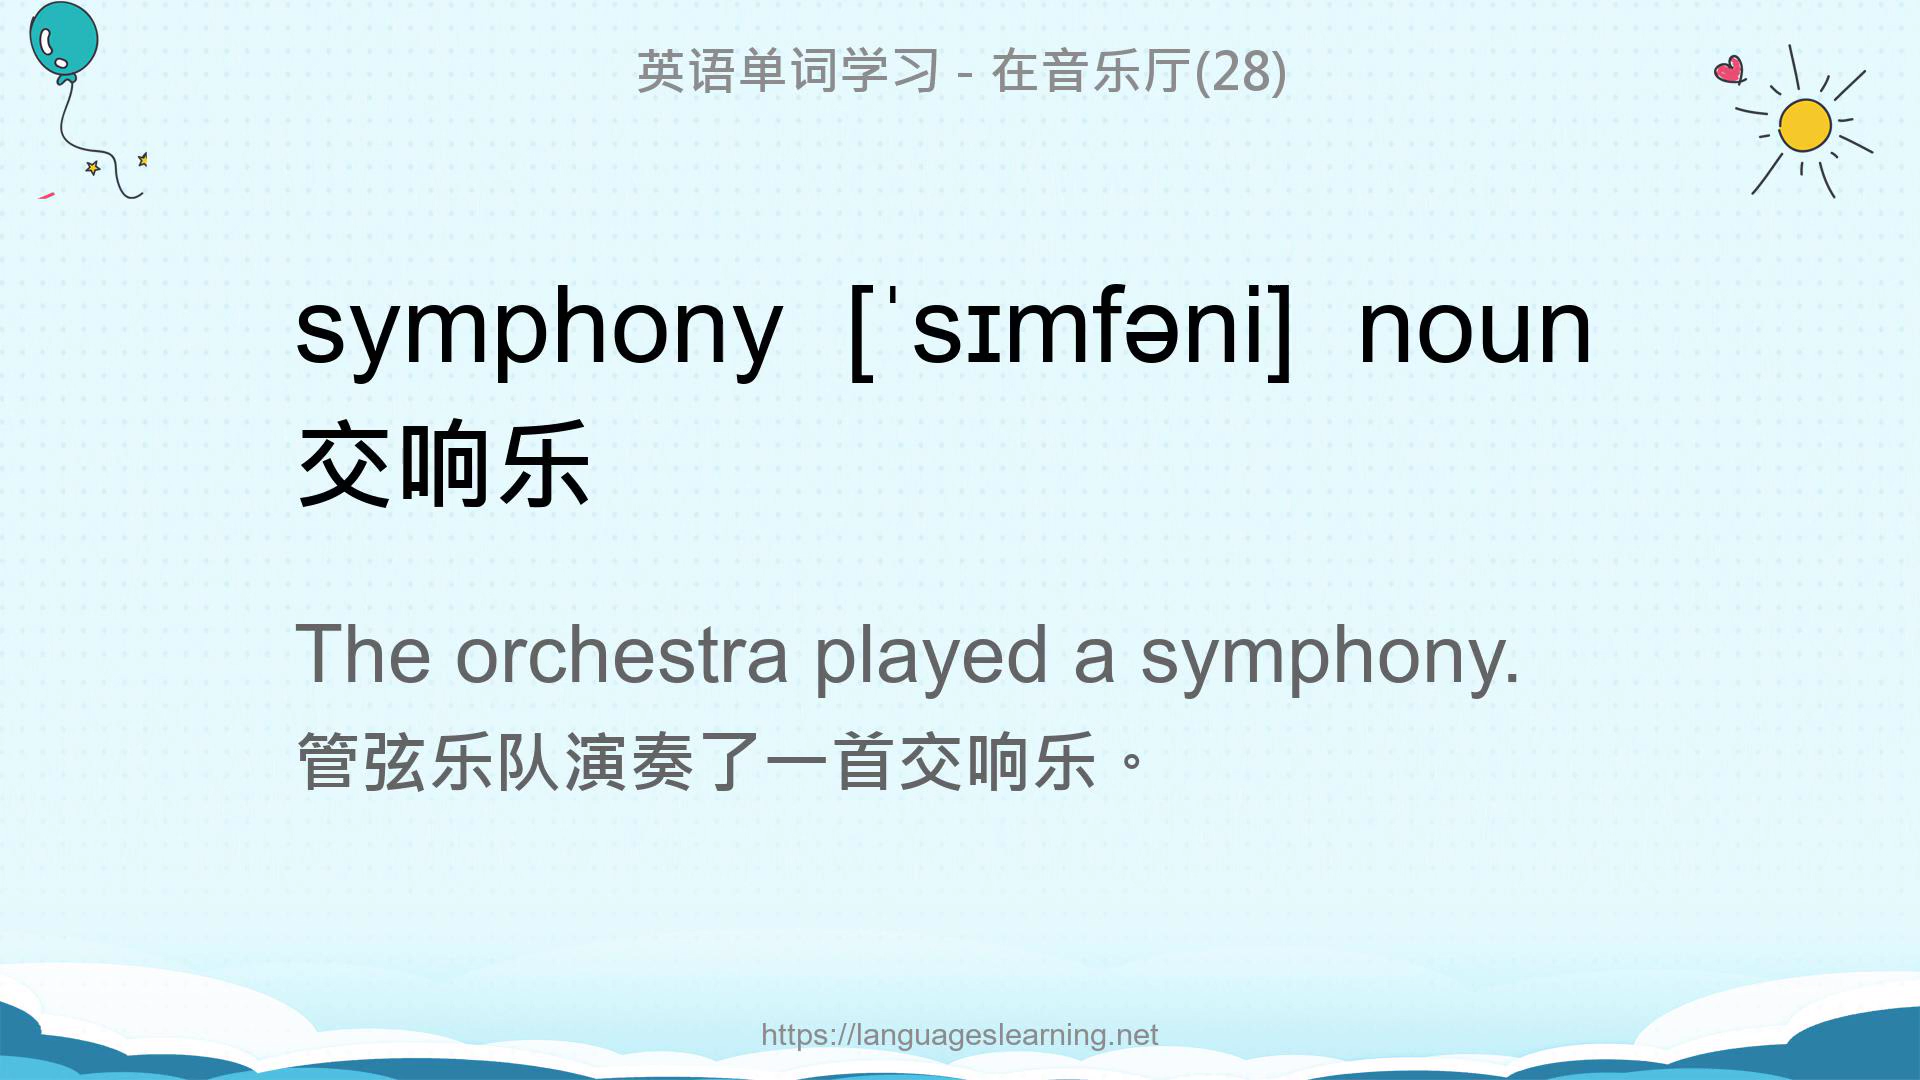 英语单词学习 - 在音乐厅(28)
symphony [ˈsɪmfəni] noun
交响乐
The orchestra played a symphony.
管弦乐队演奏了一首交响乐。
https://languageslearning.net